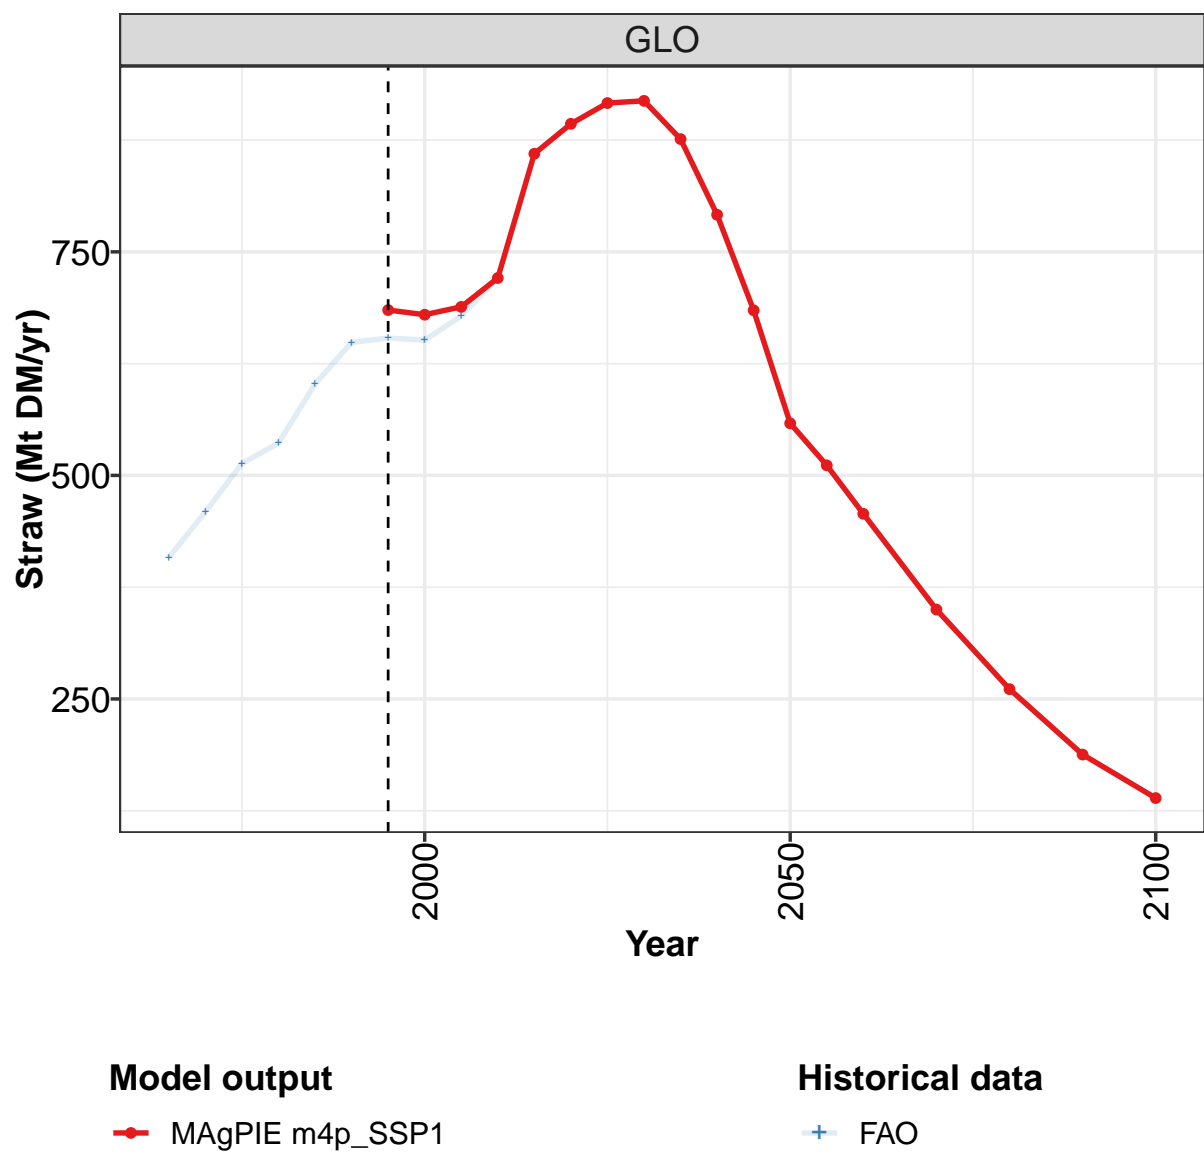 GLO
Straw (Mt DM/yr)
750
500
250
2000
2050
2100
Year
Model output
MAgPIE m4p_SSP1
Historical data
FAO